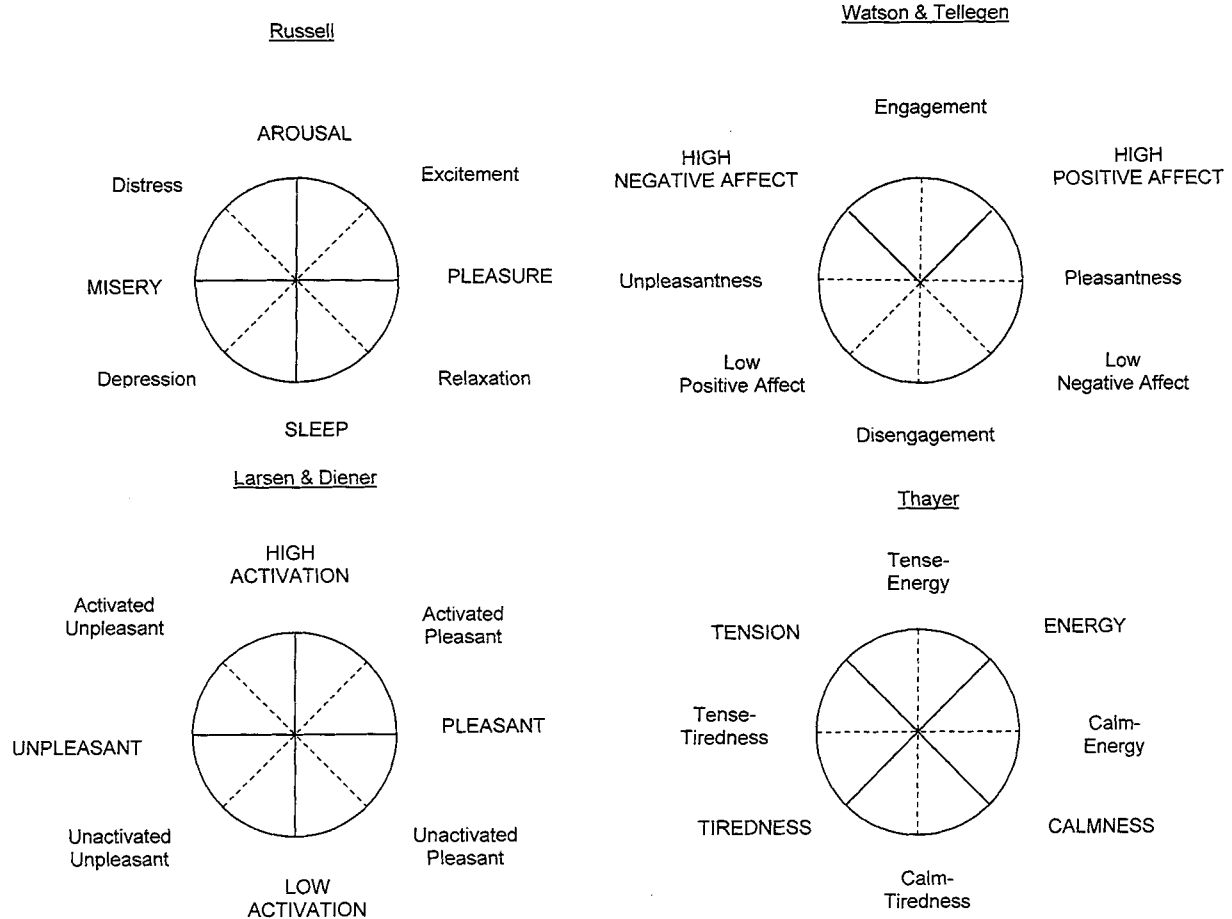 Russell
AROUSAL
Distress
Excitement
MISERY
PLEASURE
Depression
Relaxation
SLEEP
Watson & Tellegen
Engagement
HIGH
NEGATIVE AFFECT
HIGH
POSITIVE AFFECT
Unpleasantness
Pleasantness
Low
Positive Affect
Low
Negative Affect
Disengagement
Larsen & Diener
HIGH
ACTIVATION
Activated
Unpleasant
Activated
Pleasant
UNPLEASANT
PLEASANT
Unactivated
Unpleasant
Unactivated
Pleasant
LOW
ACTIVATION
Thayer
Tense-
Energy
TENSION
ENERGY
Tense-
Tiredness
Calm-
Energy
TIREDNESS
CALMNESS
Calm-
Tiredness